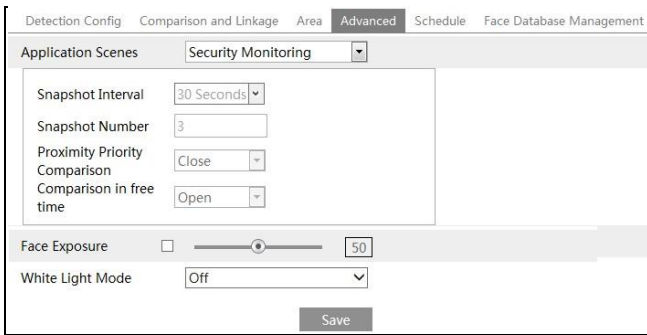 Detection Config Comparison and Linkage Area Advanced Schedule Face Database Management
Application Scenes Security Monitoring
Snapshot Interval 30 Seconds
Snapshot Number 3
Proximity Priority
Comparison Close
Comparison in free
time Open
Face Exposure 50
White Light Mode Off
Save